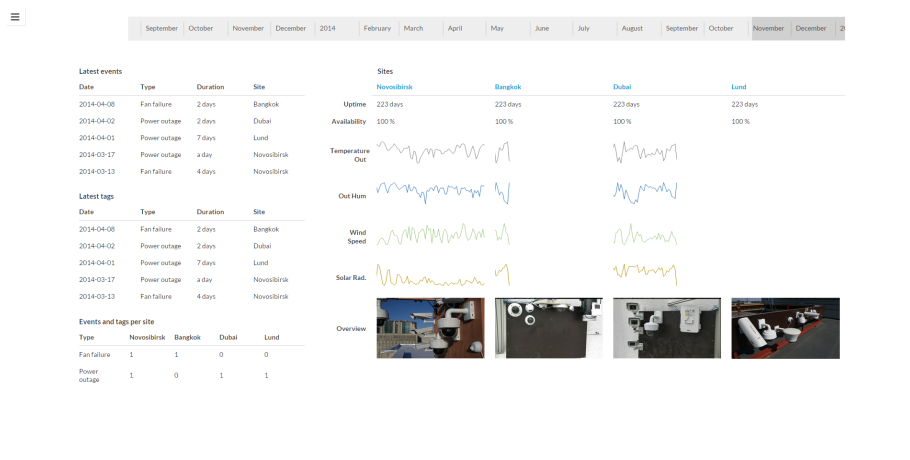 September October November December 2014 February March April May June July August September October November December
Latest events
Date Type Duration Site
2014-04-08 Fan failure 2 days Bangkok
2014-04-02 Power outage 2 days Dubai
2014-04-01 Power outage 7 days Lund
2014-03-17 Power outage a day Novosibirsk
2014-03-13 Fan failure 4 days Novosibirsk
Latest tags
Date Type Duration Site
2014-04-08 Fan failure 2 days Bangkok
2014-04-02 Power outage 2 days Dubai
2014-04-01 Power outage 7 days Lund
2014-03-17 Power outage a day Novosibirsk
2014-03-13 Fan failure 4 days Novosibirsk
Events and tags per site
Type Novosibirsk Bangkok Dubai Lund
Fan failure 1 1 0 0
Power
outage 1 0 1 1
Sites
Novosibirsk Bangkok Dubai Lund
Uptime 223 days 223 days 223 days 223 days
Availability 100 % 100 % 100 % 100 %
Temperature
Out
Out Hum
Wind
Speed
Solar Rad.
Overview